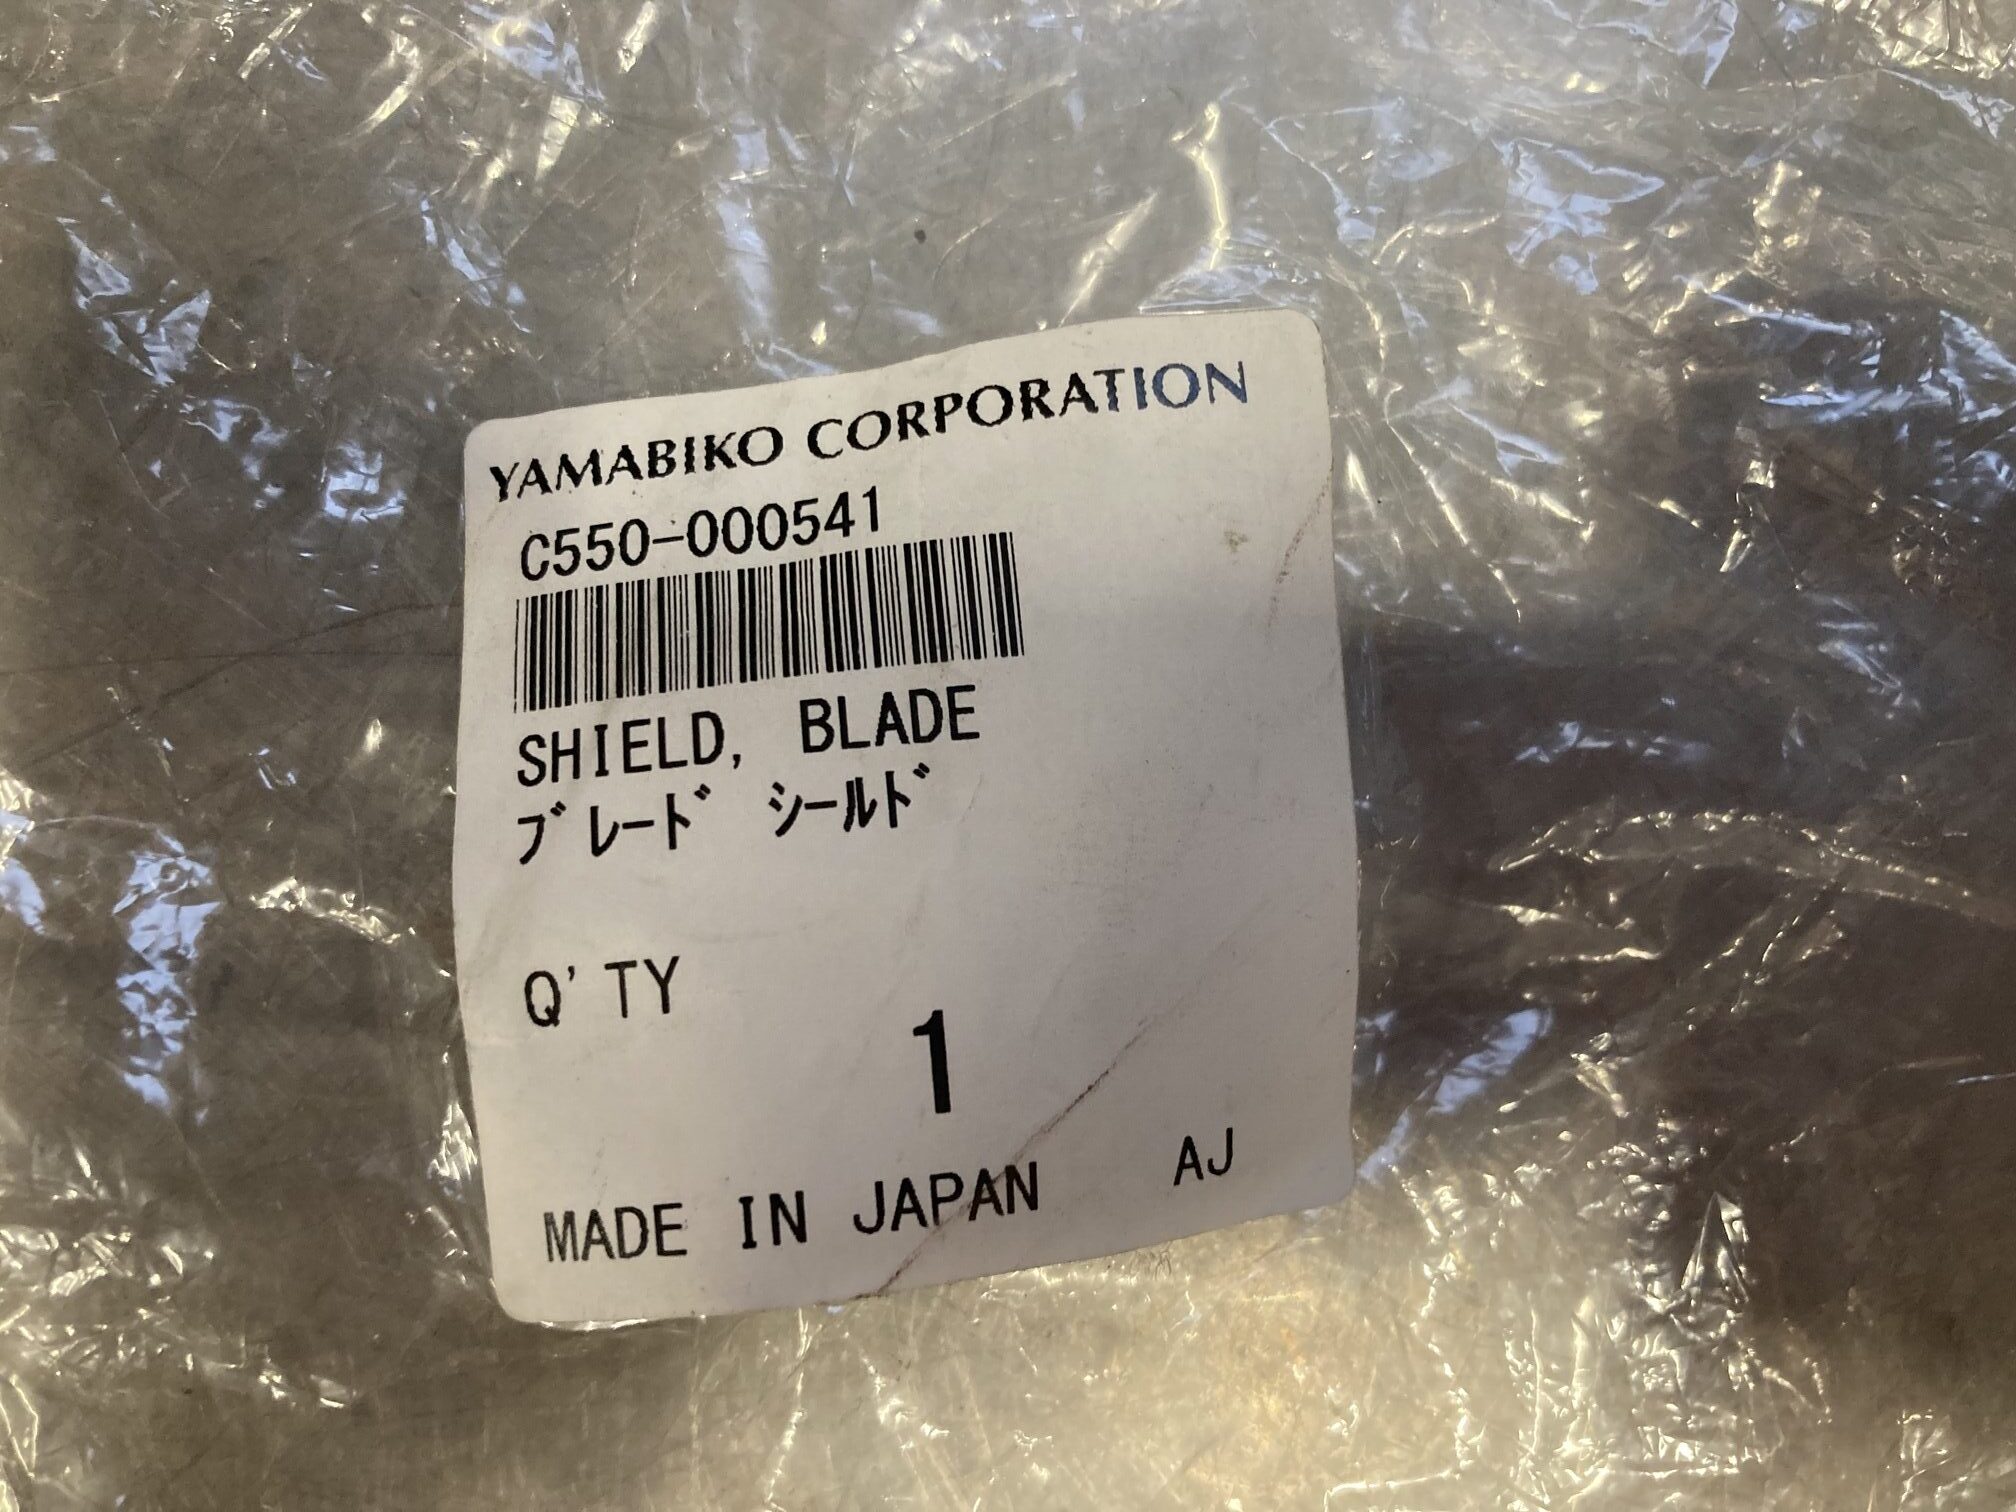 YAMABIKO CORPORATION
C550-000541
SHIELD, BLADE
ﾌﾞﾚｰﾄﾞ ｼｰﾙﾄﾞ
Q'TY
1
MADE IN JAPAN AJ